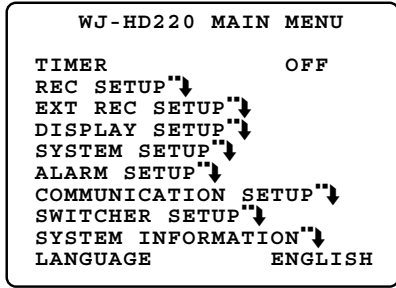 WJ-HD220 MAIN MENU
TIMER OFF
REC SETUP
EXT REC SETUP
DISPLAY SETUP
SYSTEM SETUP
ALARM SETUP
COMMUNICATION SETUP
SWITCHER SETUP
SYSTEM INFORMATION
LANGUAGE ENGLISH